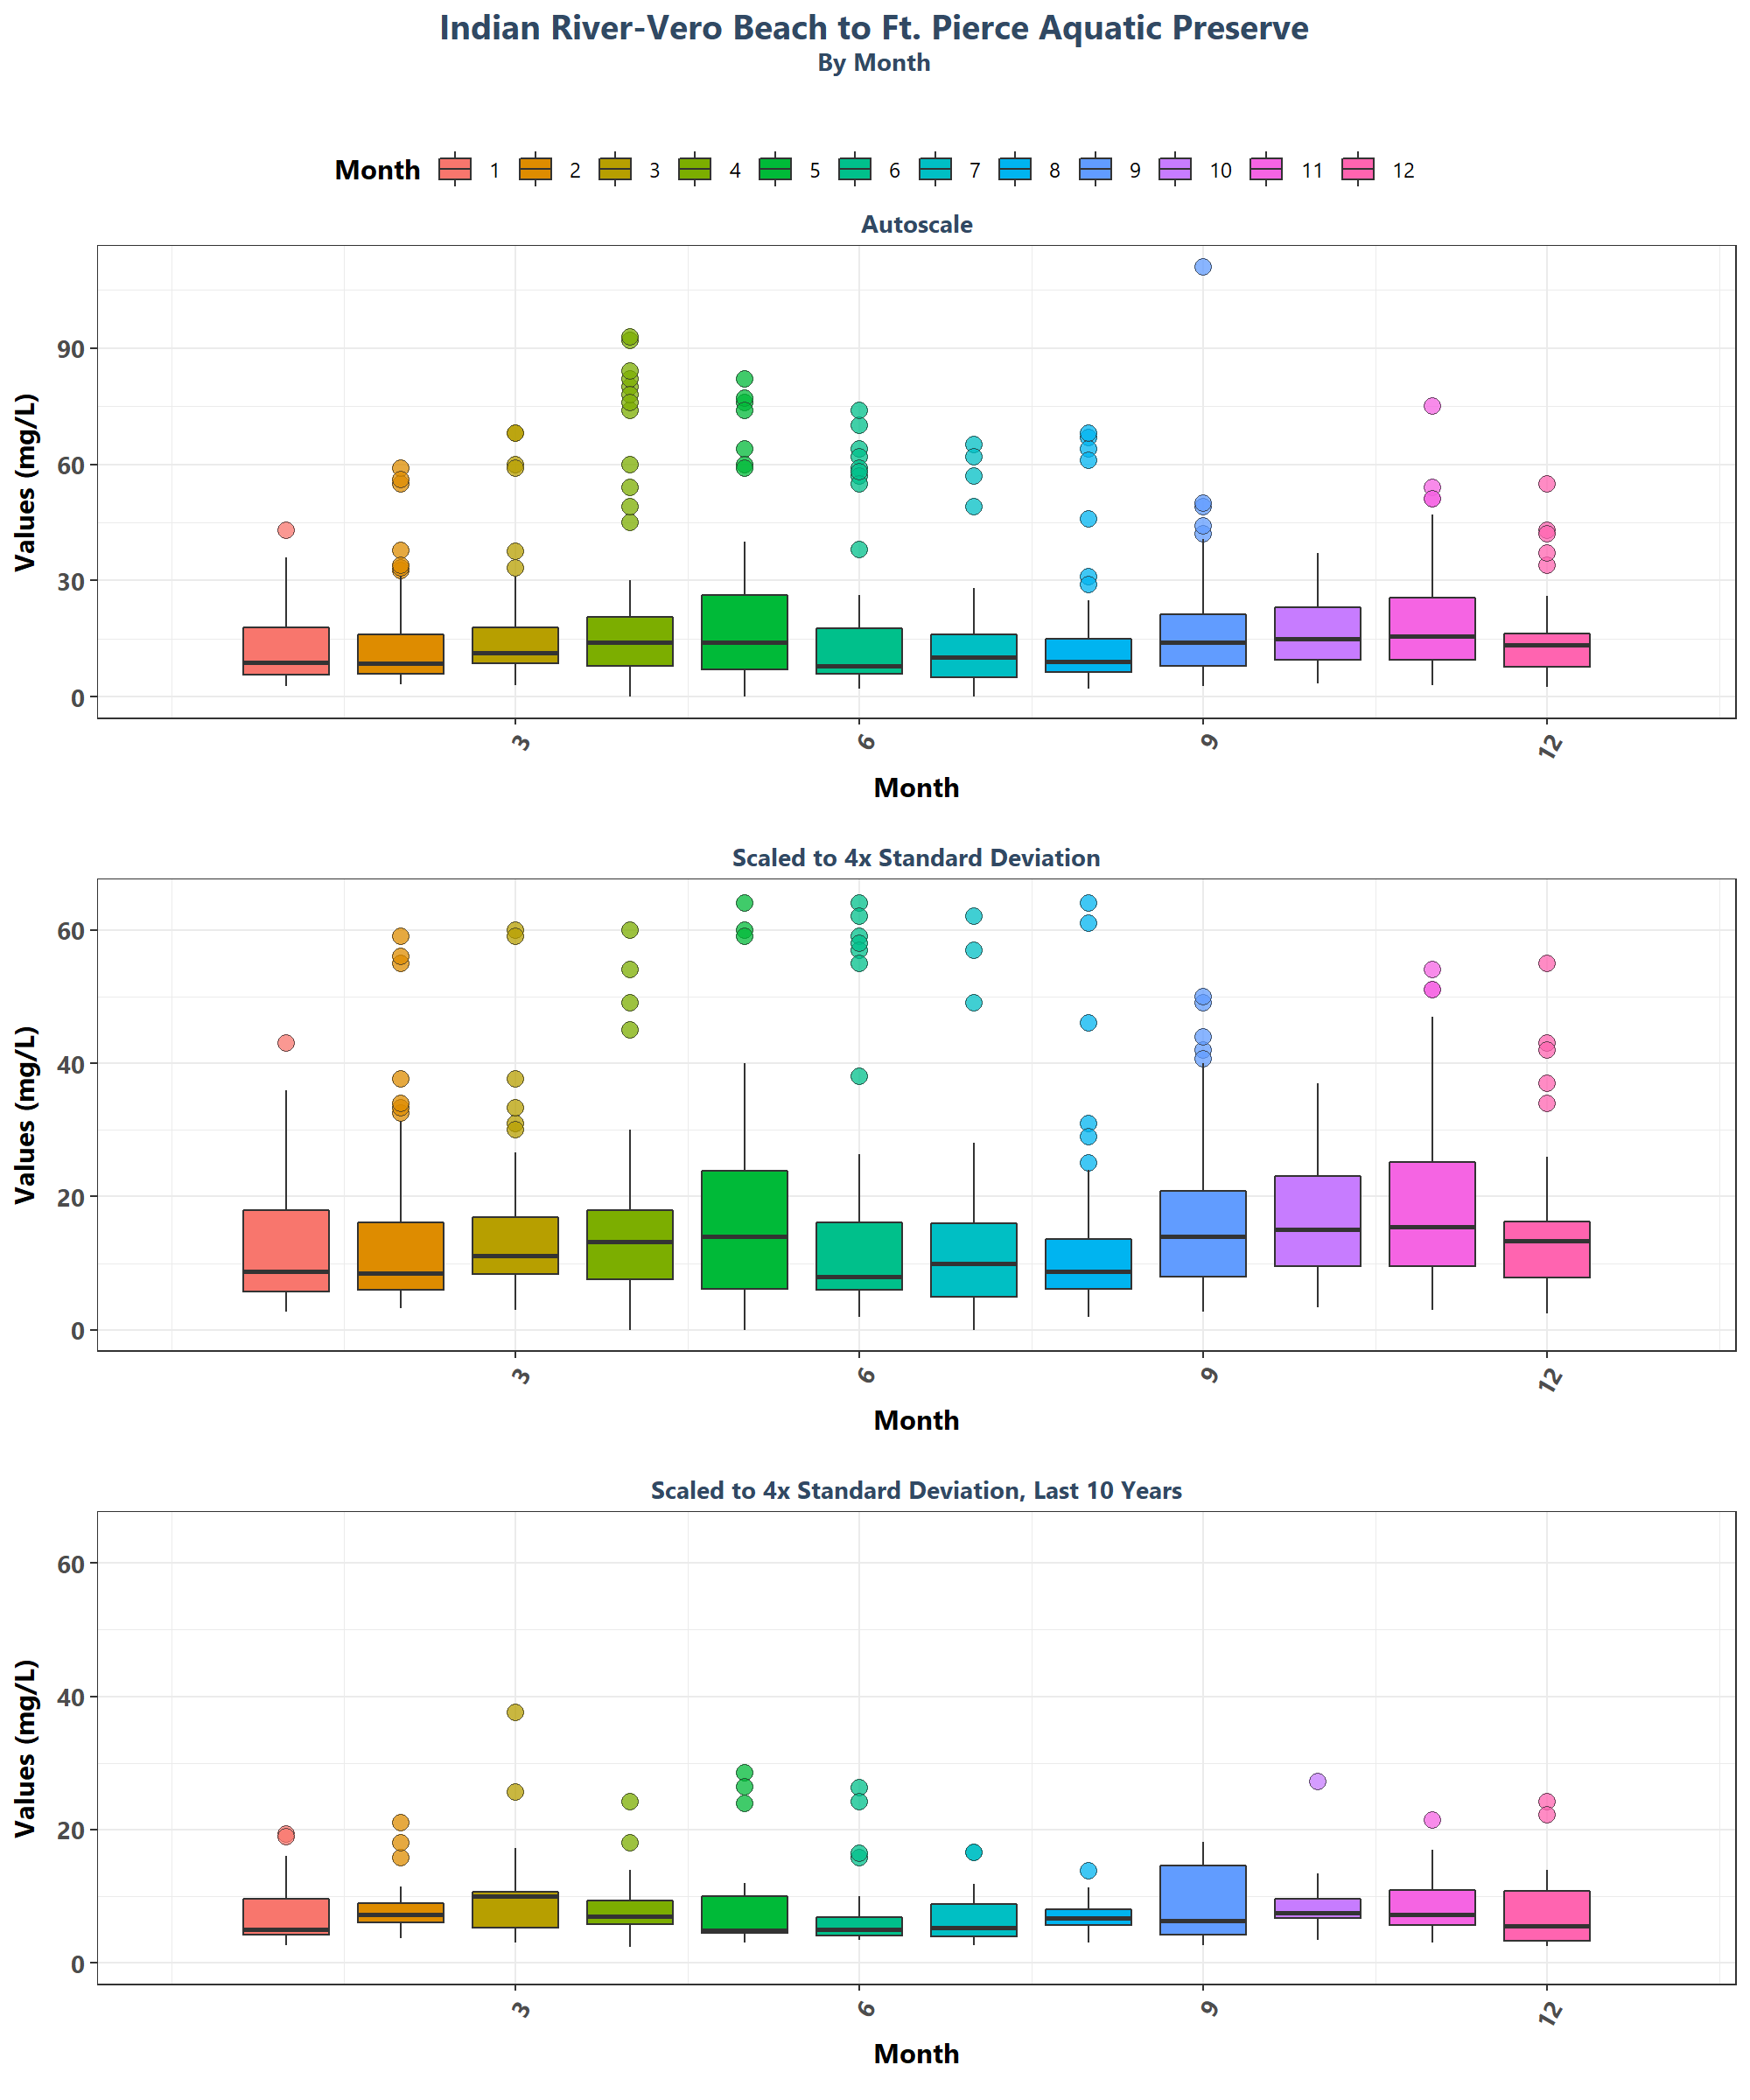 Indian River-Vero Beach to Ft. Pierce Aquatic Preserve
By Month
Month 1 2 3 4 5 6 7 8 9 10 11 12
Autoscale
Values (mg/L)
90
60
30
0
3 6 9 12
Month
Scaled to 4x Standard Deviation
Values (mg/L)
60
40
20
0
3 6 9 12
Month
Scaled to 4x Standard Deviation, Last 10 Years
Values (mg/L)
60
40
20
0
3 6 9 12
Month